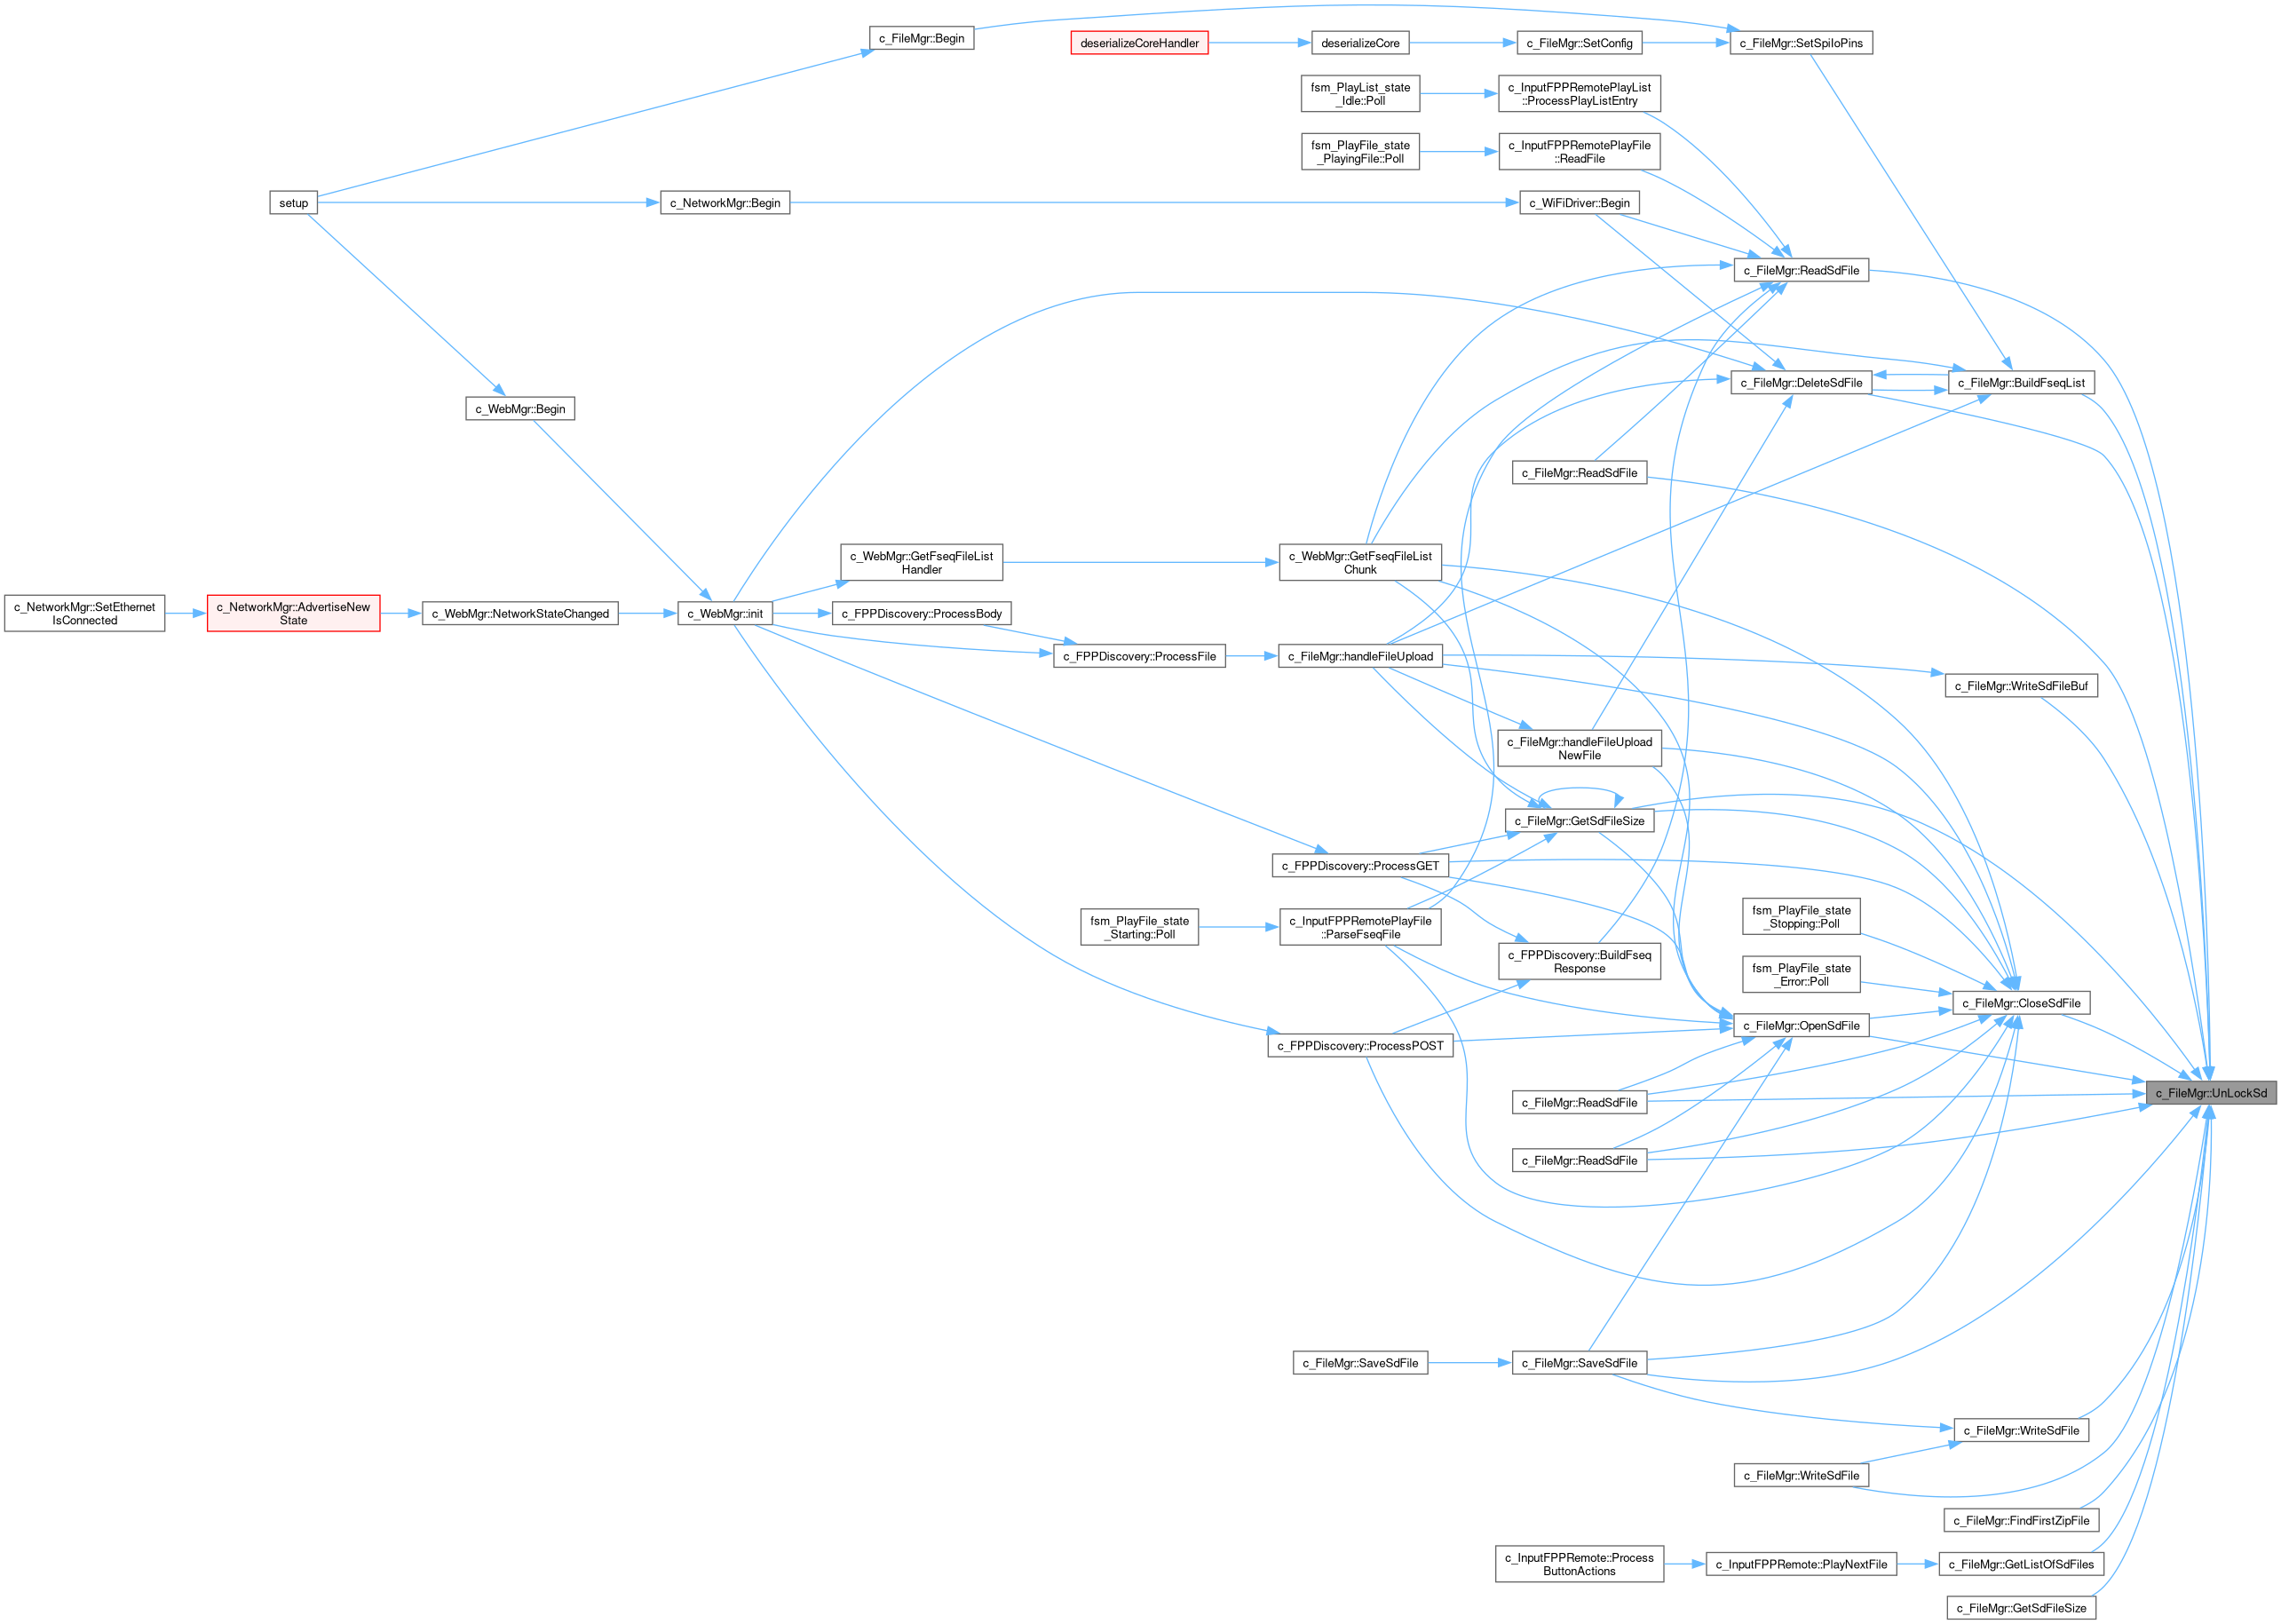 c_FileMgr::Begin
deserializeCoreHandler
deserializeCore
c_FileMgr::SetConfig
c_FileMgr::SetSpiIoPins
fsm_PlayList_state
_Idle::Poll
c_InputFPPRemotePlayList
::ProcessPlayListEntry
fsm_PlayFile_state
_PlayingFile::Poll
c_InputFPPRemotePlayFile
::ReadFile
setup
c_NetworkMgr::Begin
c_WiFiDriver::Begin
c_FileMgr::ReadSdFile
c_WebMgr::Begin
c_FileMgr::DeleteSdFile
c_FileMgr::BuildFseqList
c_FileMgr::ReadSdFile
c_WebMgr::GetFseqFileList
Handler
c_WebMgr::GetFseqFileList
Chunk
c_NetworkMgr::SetEthernet
IsConnected
c_NetworkMgr::AdvertiseNew
State
c_WebMgr::NetworkStateChanged
c_WebMgr::init
c_FPPDiscovery::ProcessBody
c_FPPDiscovery::ProcessFile
c_FileMgr::handleFileUpload
c_FileMgr::WriteSdFileBuf
c_FileMgr::handleFileUpload
NewFile
c_FileMgr::GetSdFileSize
c_FPPDiscovery::ProcessGET
fsm_PlayFile_state
_Starting::Poll
c_InputFPPRemotePlayFile
::ParseFseqFile
fsm_PlayFile_state
_Stopping::Poll
c_FPPDiscovery::BuildFseq
Response
fsm_PlayFile_state
_Error::Poll
c_FileMgr::CloseSdFile
c_FileMgr::OpenSdFile
c_FPPDiscovery::ProcessPOST
c_FileMgr::UnLockSd
c_FileMgr::ReadSdFile
c_FileMgr::ReadSdFile
c_FileMgr::SaveSdFile
c_FileMgr::SaveSdFile
c_FileMgr::WriteSdFile
c_FileMgr::WriteSdFile
c_FileMgr::FindFirstZipFile
c_InputFPPRemote::Process
ButtonActions
c_InputFPPRemote::PlayNextFile
c_FileMgr::GetListOfSdFiles
c_FileMgr::GetSdFileSize